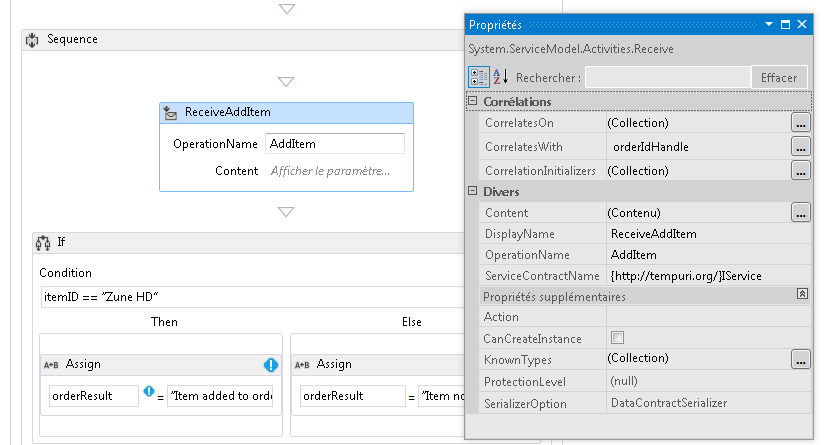 Sequence
ReceiveAddItem
OperationName AddItem
Content Afficher le paramètre...
If
Condition
itemID == "Zune HD"
Then
Else
A+B Assign
orderResult = "Item added to orde
A+B Assign
orderResult = "Item no
Propriétés
System.ServiceModel.Activities.Receive
Rechercher : Effacer
Corrélations
CorrelatesOn (Collection) ...
CorrelatesWith orderIdHandle ...
CorrelationInitializers (Collection) ...
Divers
Content (Contenu) ...
DisplayName ReceiveAddItem
OperationName AddItem
ServiceContractName {http://tempuri.org/}IService
Propriétés supplémentaires
Action
CanCreateInstance
KnownTypes (Collection) ...
ProtectionLevel (null)
SerializerOption DataContractSerializer